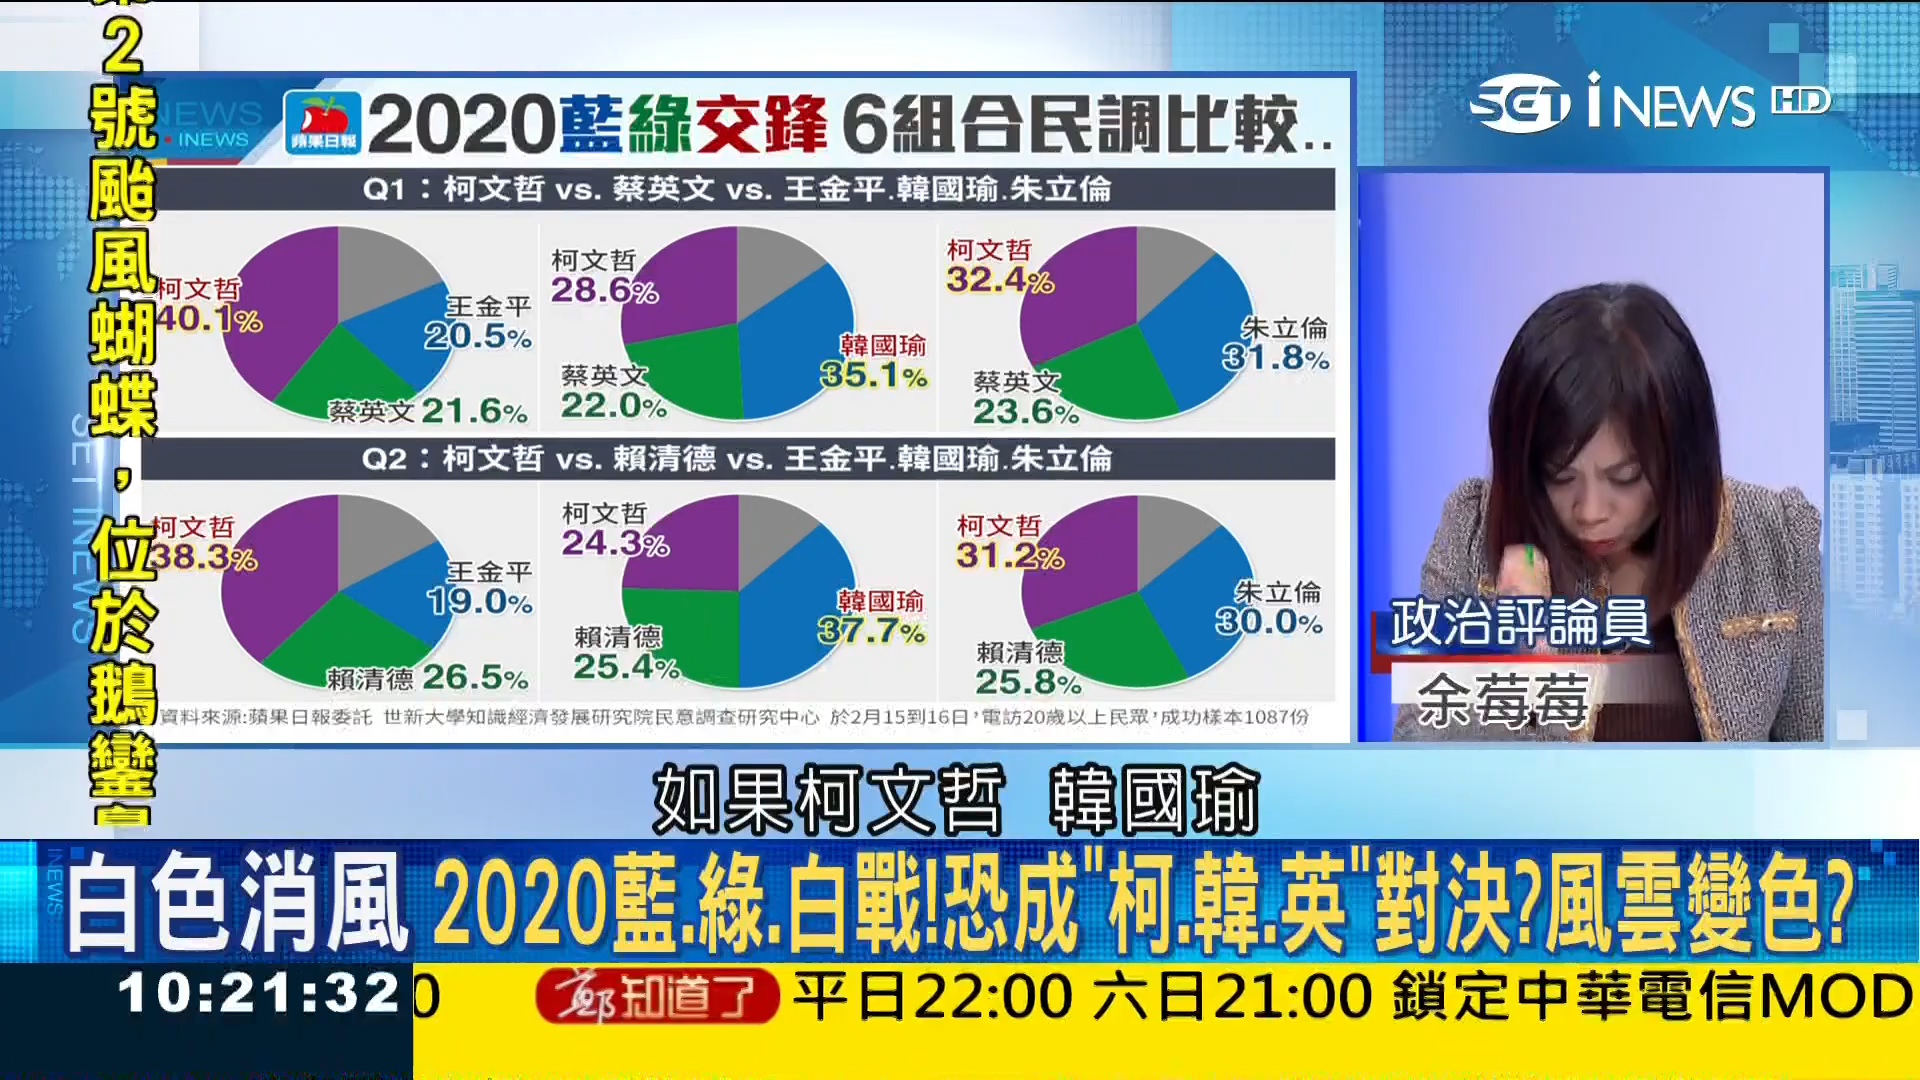 2號颱風蝴蝶，位於鵝鑾
NEWS
INEWS
蘋果日報
2020藍綠交鋒 6組合民調比較..
SET iNEWS HD
Q1：柯文哲 vs. 蔡英文 vs. 王金平.韓國瑜.朱立倫
柯文哲
40.1%
王金平
20.5%
蔡英文 21.6%
柯文哲
28.6%
韓國瑜
35.1%
蔡英文
22.0%
柯文哲
32.4%
朱立倫
31.8%
蔡英文
23.6%
Q2：柯文哲 vs. 賴清德 vs. 王金平.韓國瑜.朱立倫
柯文哲
38.3%
王金平
19.0%
賴清德 26.5%
柯文哲
24.3%
韓國瑜
37.7%
賴清德
25.4%
柯文哲
31.2%
朱立倫
30.0%
賴清德
25.8%
資料來源:蘋果日報委託 世新大學知識經濟發展研究院民意調查研究中心 於2月15到16日，電訪20歲以上民眾，成功樣本1087份
SET iNEWS
政治評論員
余莓莓
如果柯文哲 韓國瑜
iNEWS
白色消風 2020藍.綠.白戰!恐成"柯.韓.英"對決?風雲變色?
10:21:32
0 鄭知道了 平日22:00 六日21:00 鎖定中華電信MOD